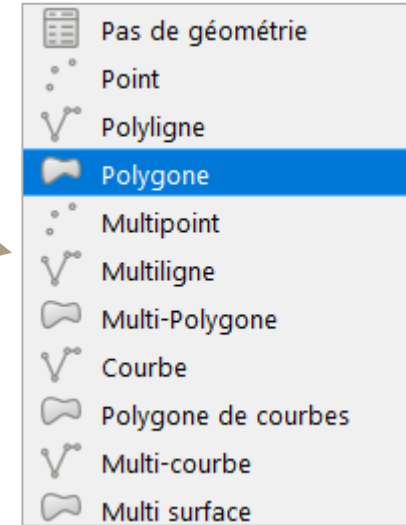 Pas de géométrie
Point
Polyligne
Polygone
Multipoint
Multiligne
Multi-Polygone
Courbe
Polygone de courbes
Multi-courbe
Multi surface